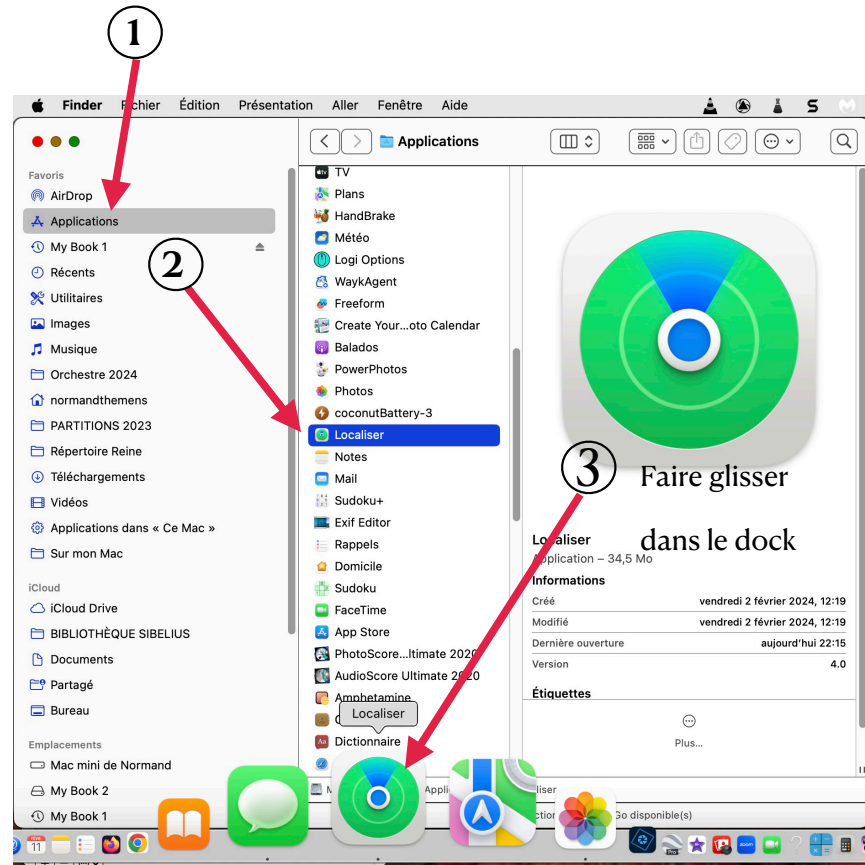 1
Finder Fichier Édition Présentation Aller Fenêtre Aide
Applications
Favoris
AirDrop
Applications
My Book 1
Récents
Utilitaires
Images
Musique
Orchestre 2024
normandthemens
PARTITIONS 2023
Répertoire Reine
Téléchargements
Vidéos
Applications dans « Ce Mac »
Sur mon Mac
iCloud
iCloud Drive
BIBLIOTHÈQUE SIBELIUS
Documents
Partagé
Bureau
Emplacements
Mac mini de Normand
My Book 2
My Book 1
2
TV
Plans
HandBrake
Météo
Logi Options
WaykAgent
Freeform
Create Your...oto Calendar
Balados
PowerPhotos
Photos
coconutBattery-3
Localiser
Notes
Mail
Sudoku+
Exif Editor
Rappels
Domicile
Sudoku
FaceTime
App Store
PhotoScore...ltimate 2020
AudioScore Ultimate 2020
Amphetamine
Dictionnaire
Localiser
3
Faire glisser
dans le dock
Localiser
Application – 34,5 Mo
Informations
Créé vendredi 2 février 2024, 12:19
Modifié vendredi 2 février 2024, 12:19
Dernière ouverture aujourd'hui 22:15
Version 4.0
Étiquettes
Plus...
Go disponible(s)
11
zoom